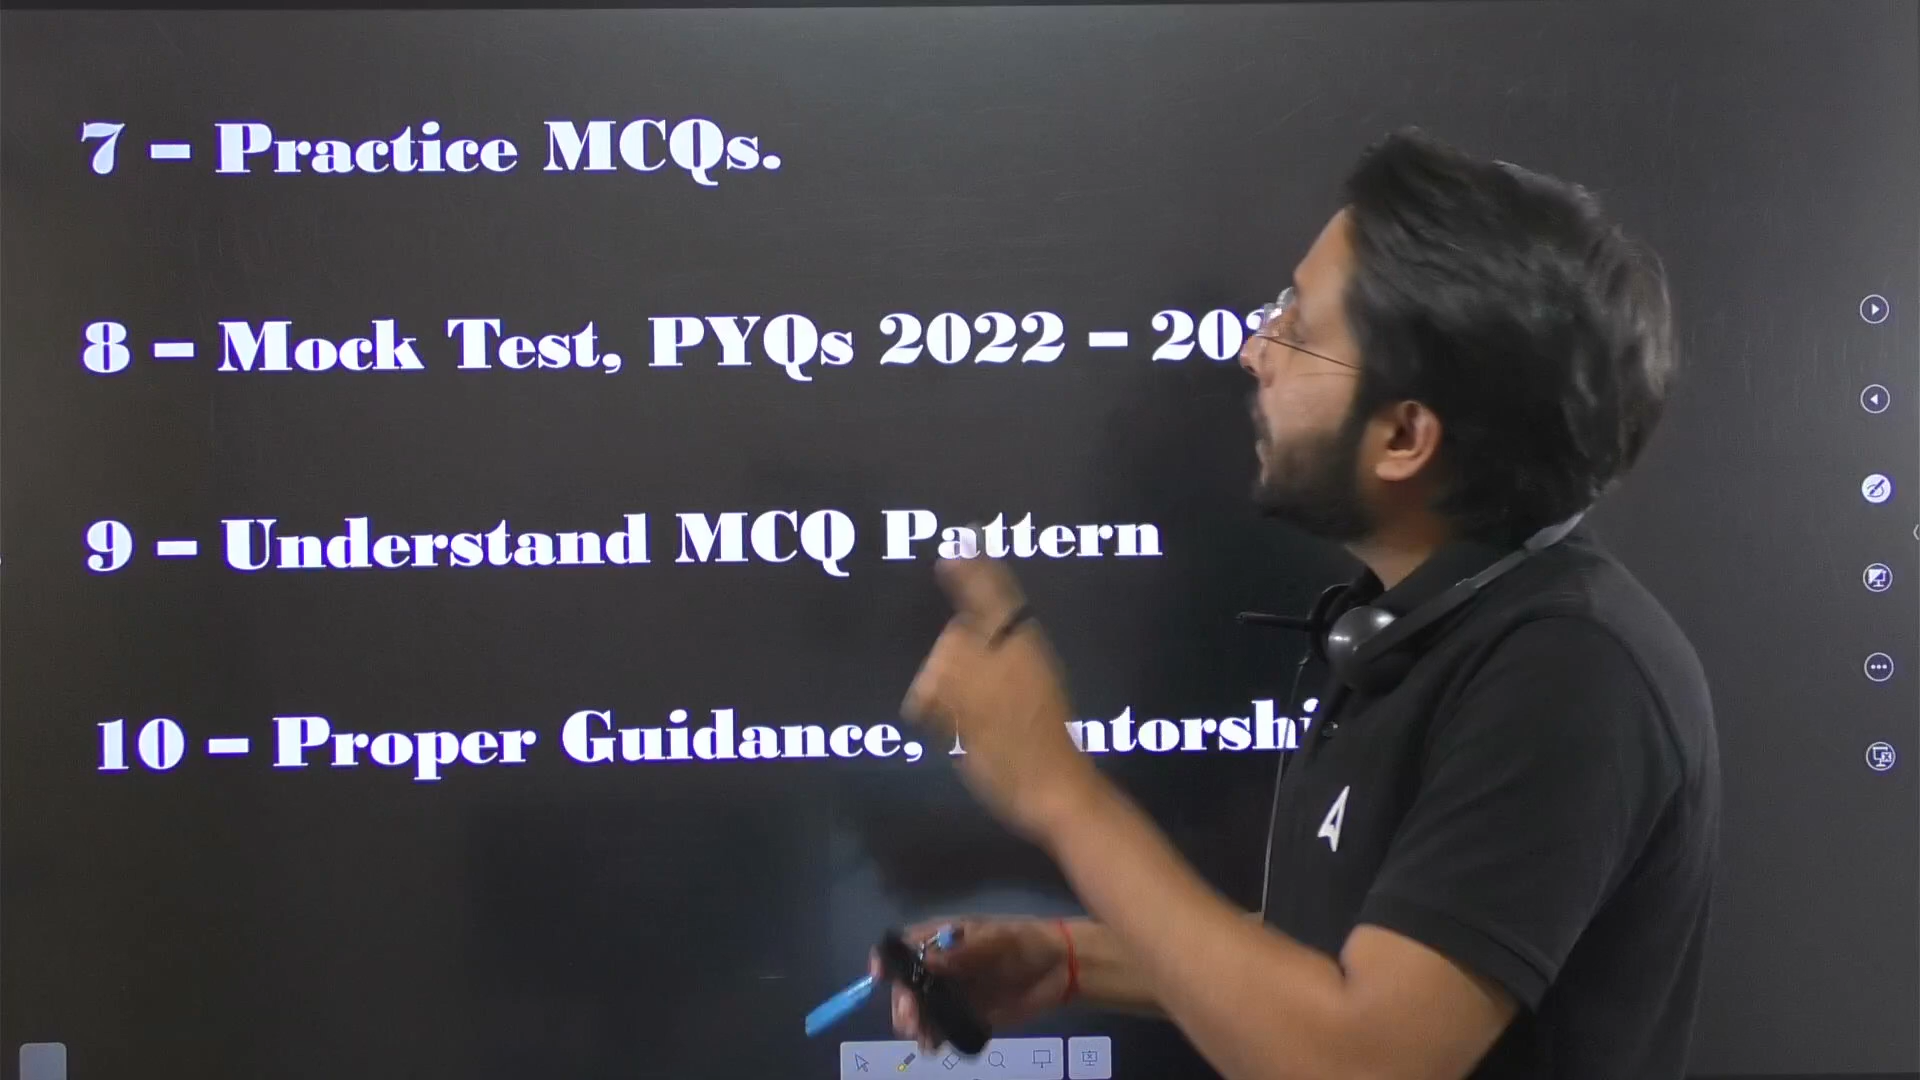 7 – Practice MCQs.
8 – Mock Test, PYQs 2022 –
9 – Understand MCQ Pattern
10 – Proper Guidance,